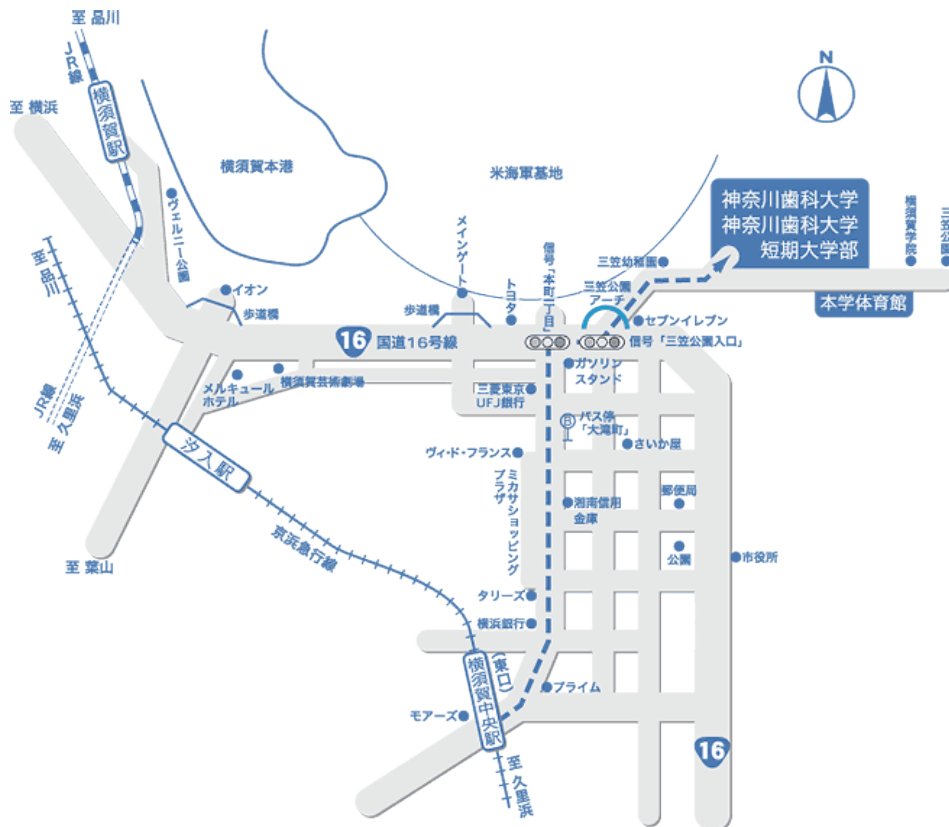 至 品川
JR線
横須賀駅
至 横浜
横須賀本港
米海軍基地
N
神奈川歯科大学
神奈川歯科大学
短期大学部
横須賀学院
三笠公園
ヴェルニー公園
メインゲート
信号「本町一丁目」
三笠幼稚園
三笠公園
アーチ
本学体育館
至 品川
イオン
歩道橋
歩道橋
トヨタ
セブンイレブン
16
国道16号線
信号「三笠公園入口」
ガソリン
スタンド
メルキュール
ホテル
横須賀芸術劇場
三菱東京
UFJ銀行
JR線
至 久里浜
B
バス停
「大滝町」
さいか屋
汐入駅
ヴィ・ド・フランス
ミカサショッピング
プラザ
湘南信用
金庫
郵便局
公園
市役所
京浜急行線
至 葉山
タリーズ
横浜銀行
(東口)
横須賀中央駅
プライム
モアーズ
16
至 久里浜